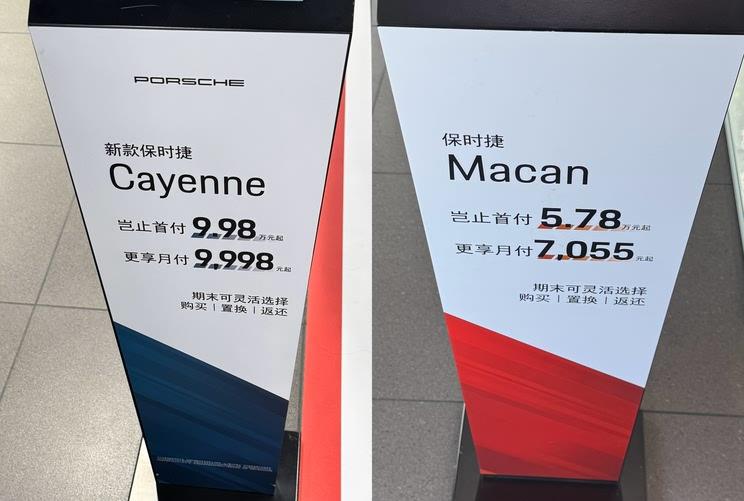 PORSCHE
新款保时捷
Cayenne
岂止首付 9.98 万元起
更享月付 9,998 元起
期末可灵活选择
购买 | 置换 | 返还
保时捷
Macan
岂止首付 5.78 万元起
更享月付 7,055 元起
期末可灵活选择
购买 | 置换 | 返还